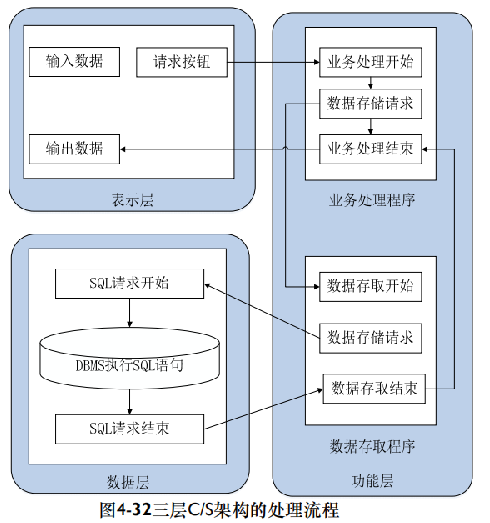 输入数据
请求按钮
输出数据
表示层
业务处理开始
数据存储请求
业务处理结束
业务处理程序
SQL请求开始
DBMS执行SQL语句
SQL请求结束
数据层
数据存取开始
数据存储请求
数据存取结束
数据存取程序
功能层
图4-32三层C/S架构的处理流程